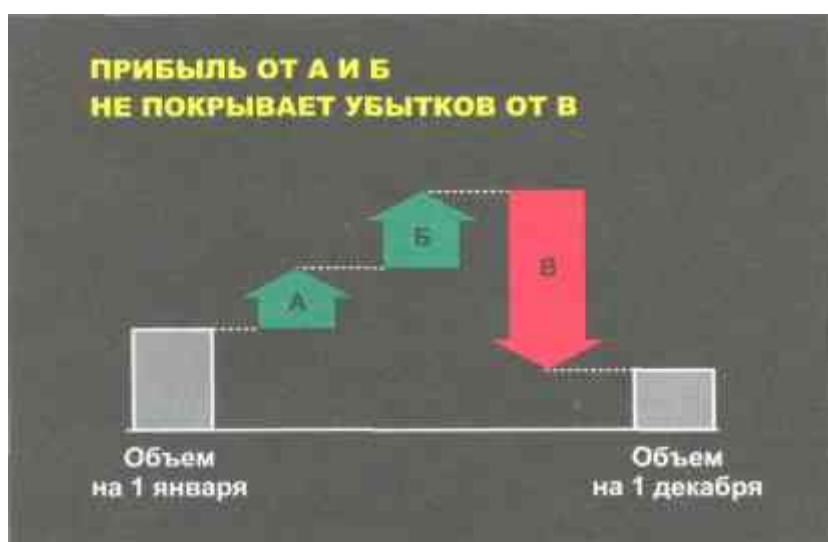 ПРИБЫЛЬ ОТ А И Б
НЕ ПОКРЫВАЕТ УБЫТКОВ ОТ В
Б
В
А
Объем
на 1 января
Объем
на 1 декабря